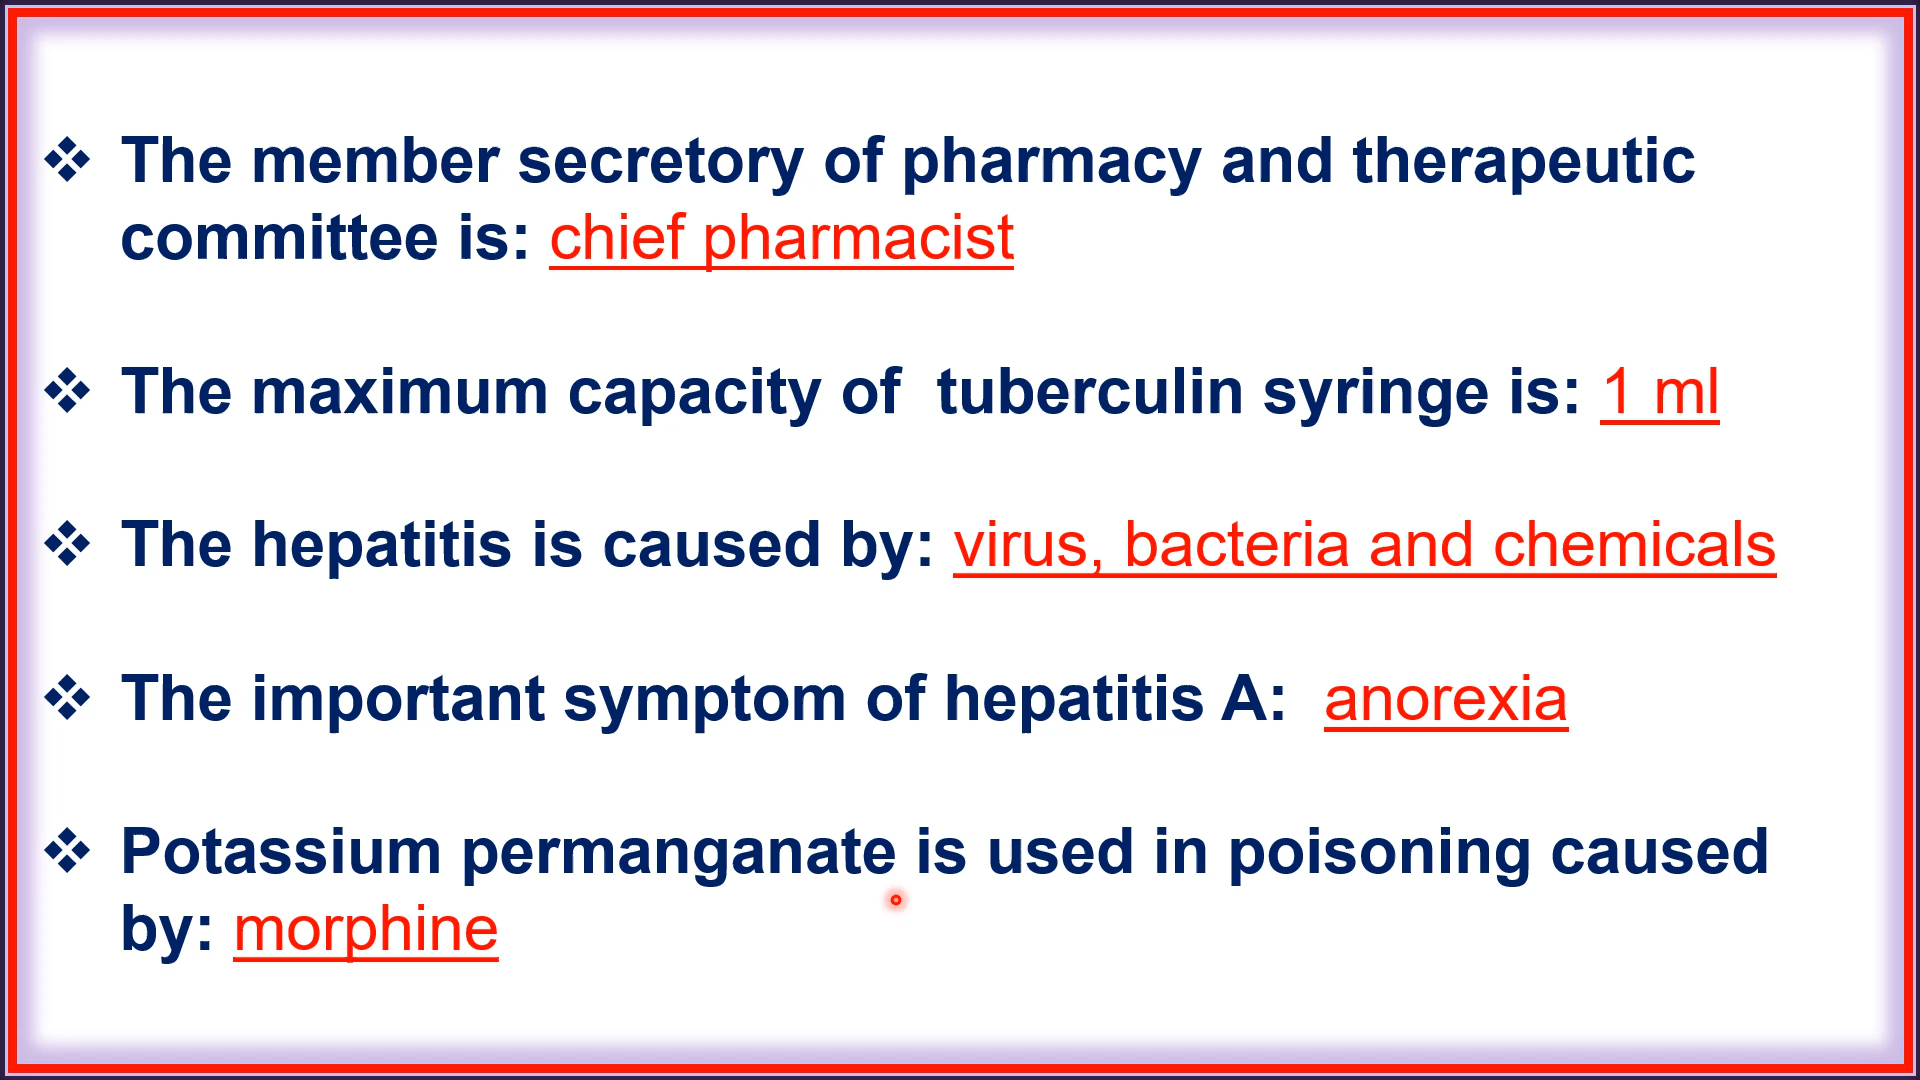 ❖ The member secretory of pharmacy and therapeutic
committee is: chief pharmacist
❖ The maximum capacity of  tuberculin syringe is: 1 ml
❖ The hepatitis is caused by: virus, bacteria and chemicals
❖ The important symptom of hepatitis A:  anorexia
❖ Potassium permanganate is used in poisoning caused
by: morphine